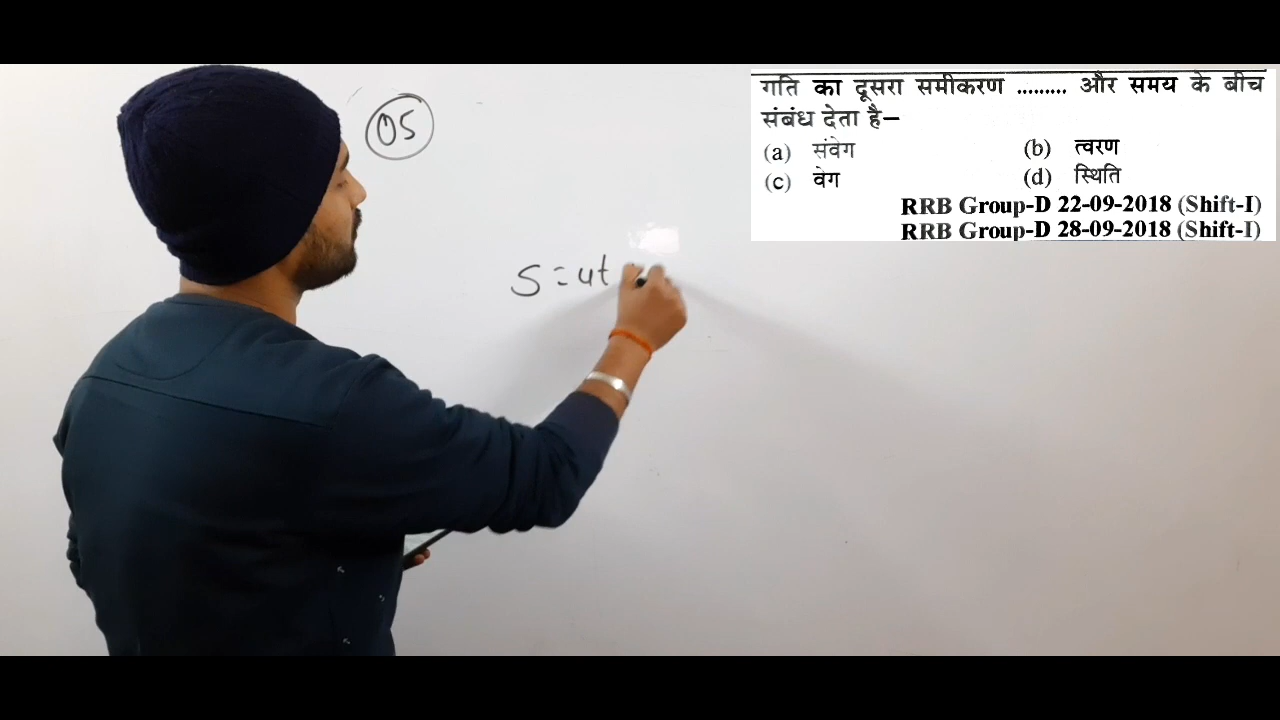 गति का दूसरा समीकरण ......... और समय के बीच
संबंध देता है–
(a) संवेग (b) त्वरण
(c) वेग (d) स्थिति
RRB Group-D 22-09-2018 (Shift-I)
RRB Group-D 28-09-2018 (Shift-I)
05
S = ut